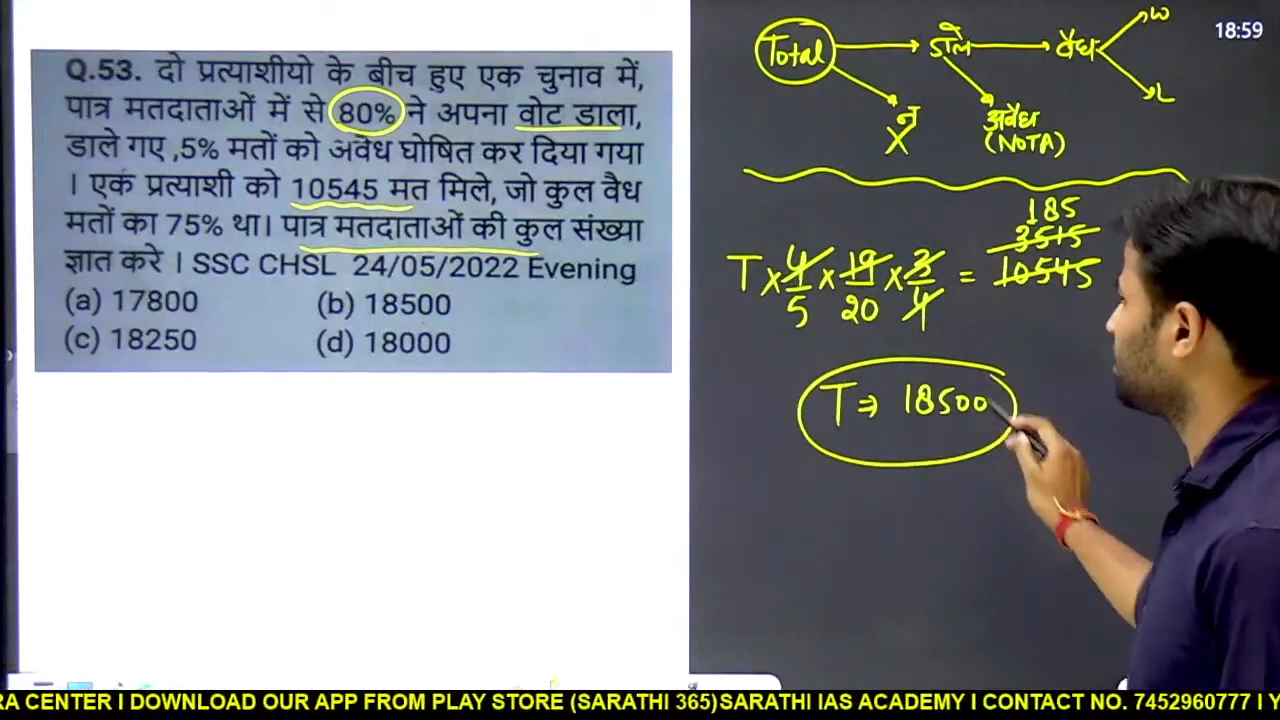 Q.53. दो प्रत्याशीयो के बीच हुए एक चुनाव में,
पात्र मतदाताओं में से 80% ने अपना वोट डाला,
डाले गए ,5% मतों को अवैध घोषित कर दिया गया
। एक प्रत्याशी को 10545 मत मिले, जो कुल वैध
मतों का 75% था। पात्र मतदाताओं की कुल संख्या
ज्ञात करे । SSC CHSL 24/05/2022 Evening
(a) 17800 (b) 18500
(c) 18250 (d) 18000
18:59
Total डाले वैध W
L
न
X
अवैध
(NOTA)
185
3515
T × 4/5 × 19/20 × 3/4 = 10545
T ⇒ 18500
RA CENTER I DOWNLOAD OUR APP FROM PLAY STORE (SARATHI 365)SARATHI IAS ACADEMY I CONTACT NO. 7452960777 I Y